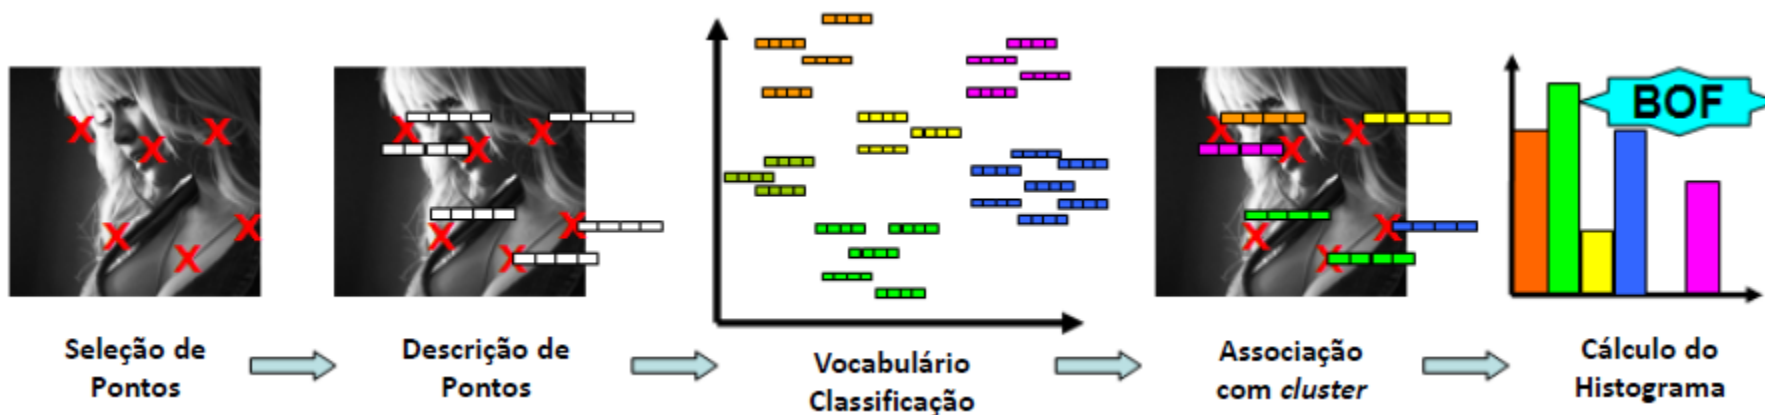 BOF
Seleção de
Pontos
Descrição de
Pontos
Vocabulário
Classificação
Associação
com cluster
Cálculo do
Histograma